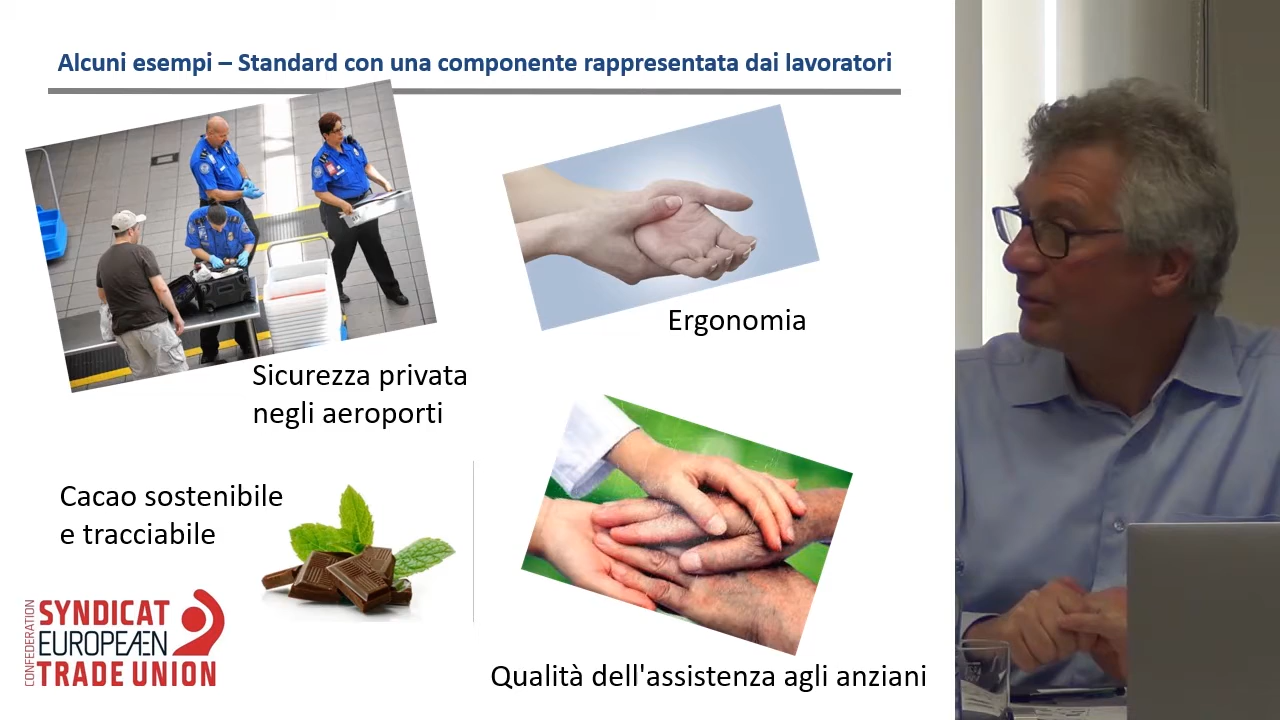 Alcuni esempi – Standard con una componente rappresentata dai lavoratori
Ergonomia
Sicurezza privata
negli aeroporti
Cacao sostenibile
e tracciabile
Qualità dell'assistenza agli anziani
CONFEDERATION
SYNDICAT
EUROPEÆN
TRADE UNION